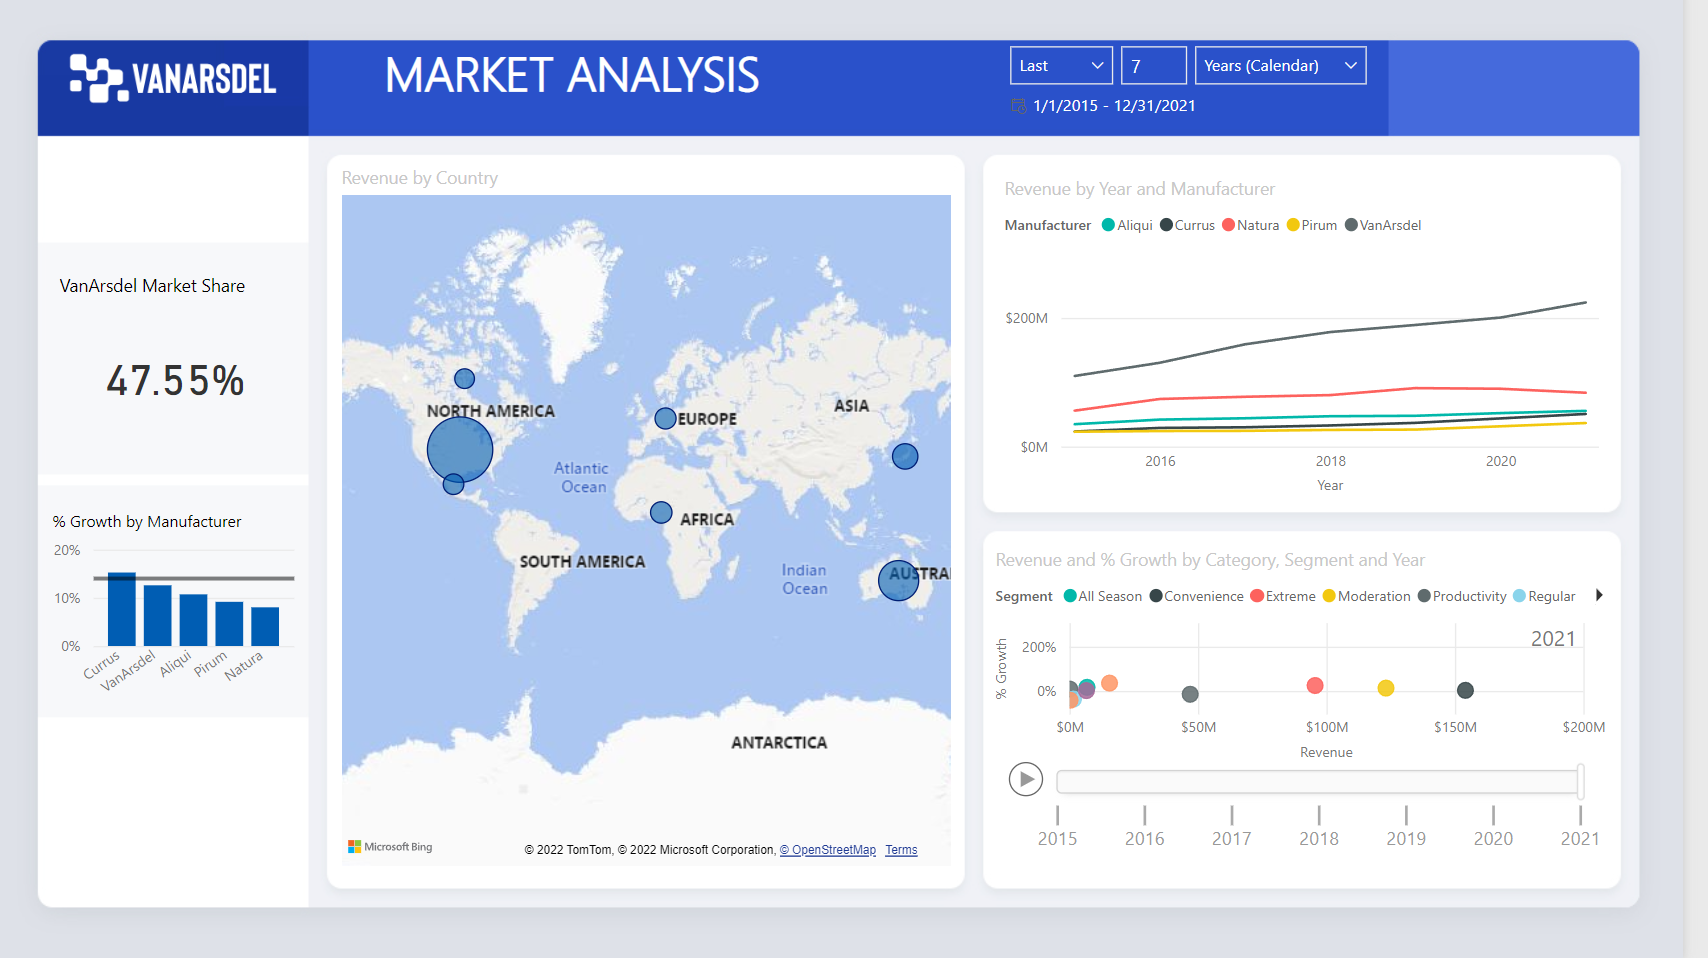 VANARSDEL
MARKET ANALYSIS
Last
7
Years (Calendar)
1/1/2015 - 12/31/2021
VanArsdel Market Share
47.55%
% Growth by Manufacturer
20%
10%
0%
Currus
VanArsdel
Aliqui
Pirum
Natura
Revenue by Country
NORTH AMERICA
EUROPE
ASIA
Atlantic
Ocean
AFRICA
SOUTH AMERICA
Indian
Ocean
AUSTRA
ANTARCTICA
Microsoft Bing
© 2022 TomTom, © 2022 Microsoft Corporation, © OpenStreetMap Terms
Revenue by Year and Manufacturer
Manufacturer Aliqui Currus Natura Pirum VanArsdel
$200M
$0M
2016 2018 2020
Year
Revenue and % Growth by Category, Segment and Year
Segment All Season Convenience Extreme Moderation Productivity Regular
2021
% Growth
200%
0%
$0M $50M $100M $150M $200M
Revenue
2015 2016 2017 2018 2019 2020 2021